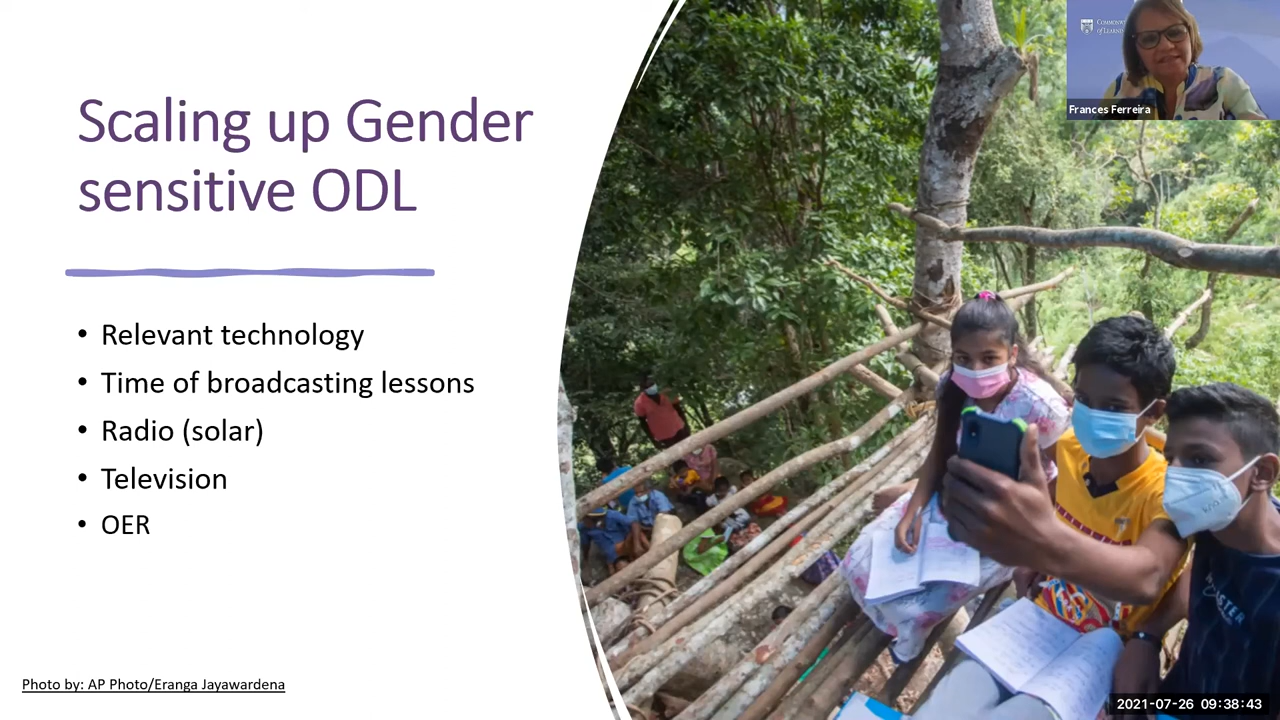 Scaling up Gender
sensitive ODL
• Relevant technology
• Time of broadcasting lessons
• Radio (solar)
• Television
• OER
Photo by: AP Photo/Eranga Jayawardena
Frances Ferreira
2021-07-26 09:38:43